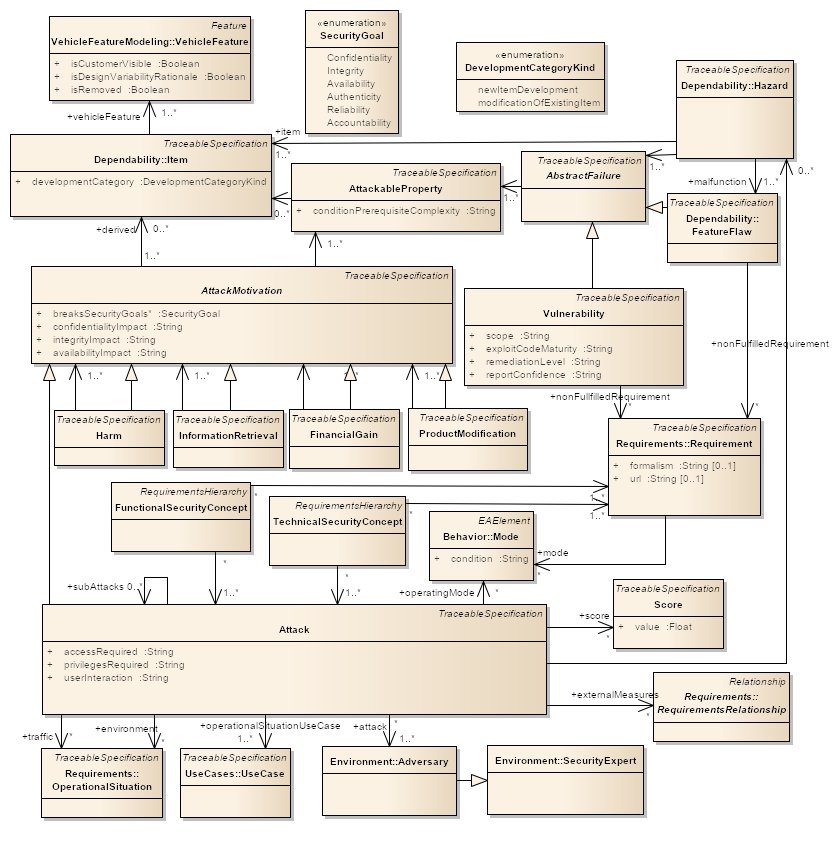 Feature
VehicleFeatureModeling::VehicleFeature
+ isCustomerVisible :Boolean
+ isDesignVariabilityRationale :Boolean
+ isRemoved :Boolean
«enumeration»
SecurityGoal
Confidentiality
Integrity
Availability
Authenticity
Reliability
Accountability
«enumeration»
DevelopmentCategoryKind
newItemDevelopment
modificationOfExistingItem
TraceableSpecification
Dependability::Hazard
+vehicleFeature 1..*
+item
1..*
TraceableSpecification
Dependability::Item
+ developmentCategory :DevelopmentCategoryKind
0..*
TraceableSpecification
AttackableProperty
+ conditionPrerequisiteComplexity :String
1..*
TraceableSpecification
AbstractFailure
1..*
+malfunction 1..*
0..*
TraceableSpecification
Dependability::
FeatureFlaw
+derived 0..*
1..*
1..*
TraceableSpecification
AttackMotivation
+ breaksSecurityGoals* :SecurityGoal
+ confidentialityImpact :String
+ integrityImpact :String
+ availabilityImpact :String
TraceableSpecification
Vulnerability
+ scope :String
+ exploitCodeMaturity :String
+ remediationLevel :String
+ reportConfidence :String
+nonFulfilledRequirement
+nonFullfilledRequirement
*
*
1..*
1..*
1..*
1..*
TraceableSpecification
Harm
TraceableSpecification
InformationRetrieval
TraceableSpecification
FinancialGain
TraceableSpecification
ProductModification
TraceableSpecification
Requirements::Requirement
+ formalism :String [0..1]
+ url :String [0..1]
RequirementsHierarchy
FunctionalSecurityConcept
*
1..*
RequirementsHierarchy
TechnicalSecurityConcept
*
1..*
EAElement
Behavior::Mode
+ condition :String
+mode
*
+subAttacks 0..*
*
1..*
*
1..*
+operatingMode *
TraceableSpecification
Attack
+ accessRequired :String
+ privilegesRequired :String
+ userInteraction :String
+score
*
TraceableSpecification
Score
+ value :Float
+externalMeasures
*
Relationship
Requirements::
RequirementsRelationship
+traffic *
+environment
*
+operationalSituationUseCase
1..*
+attack *
1..*
TraceableSpecification
Requirements::
OperationalSituation
TraceableSpecification
UseCases::UseCase
Environment::Adversary
Environment::SecurityExpert